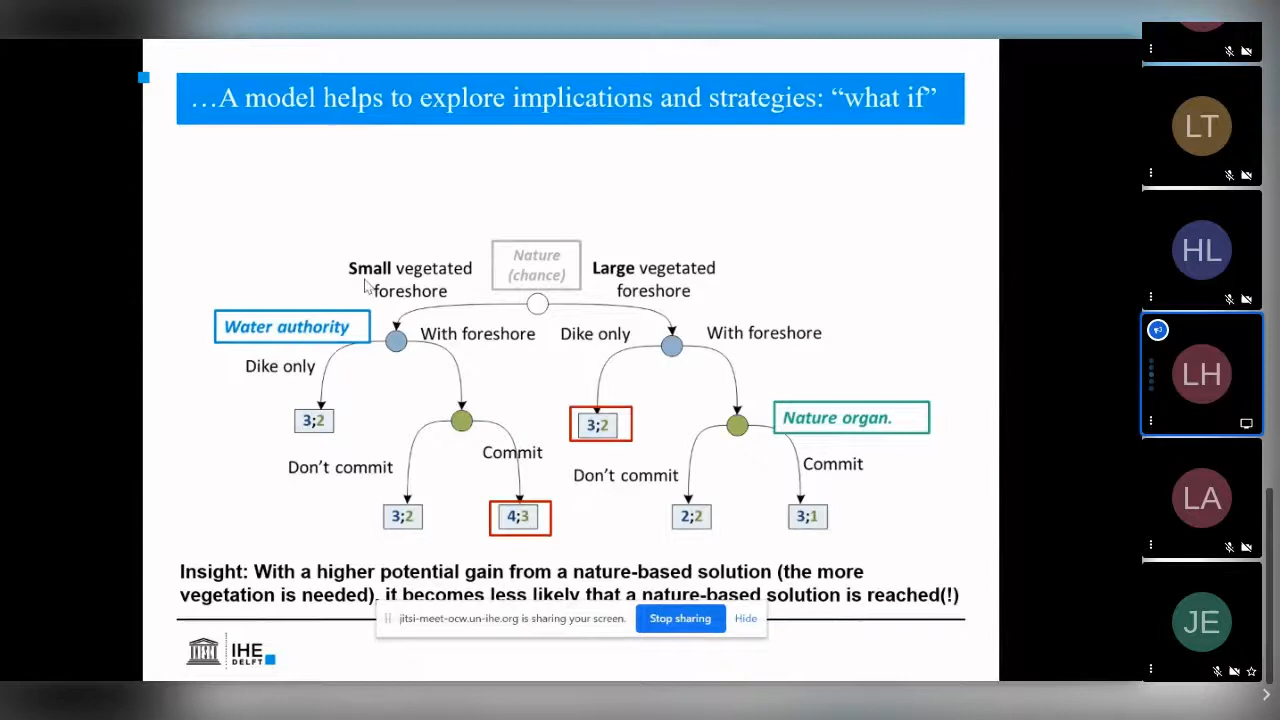 …A model helps to explore implications and strategies: “what if”
Nature
(chance)
Small vegetated
foreshore
Large vegetated
foreshore
Water authority
With foreshore
Dike only
With foreshore
Dike only
3;2
3;2
Nature organ.
Don’t commit
Commit
Don’t commit
Commit
3;2
4;3
2;2
3;1
Insight: With a higher potential gain from a nature-based solution (the more
vegetation is needed), it becomes less likely that a nature-based solution is reached(!)
jitsi-meet-ocw.un-ihe.org is sharing your screen.
Stop sharing
Hide
IHE
DELFT
LT
HL
LH
LA
JE